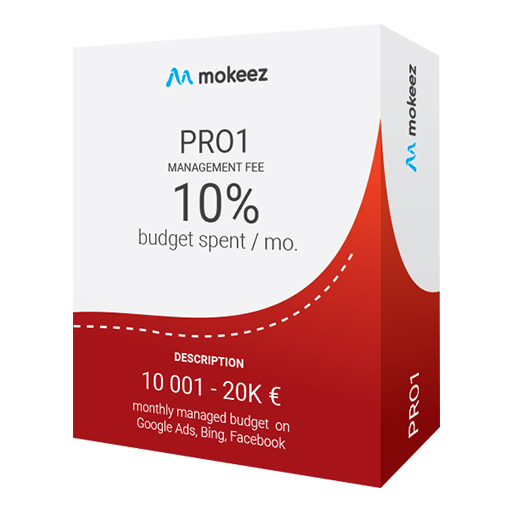 mokeez
PRO1
MANAGEMENT FEE
10%
budget spent / mo.
DESCRIPTION
10 001 - 20K €
monthly managed budget on
Google Ads, Bing, Facebook
mokeez
PRO1